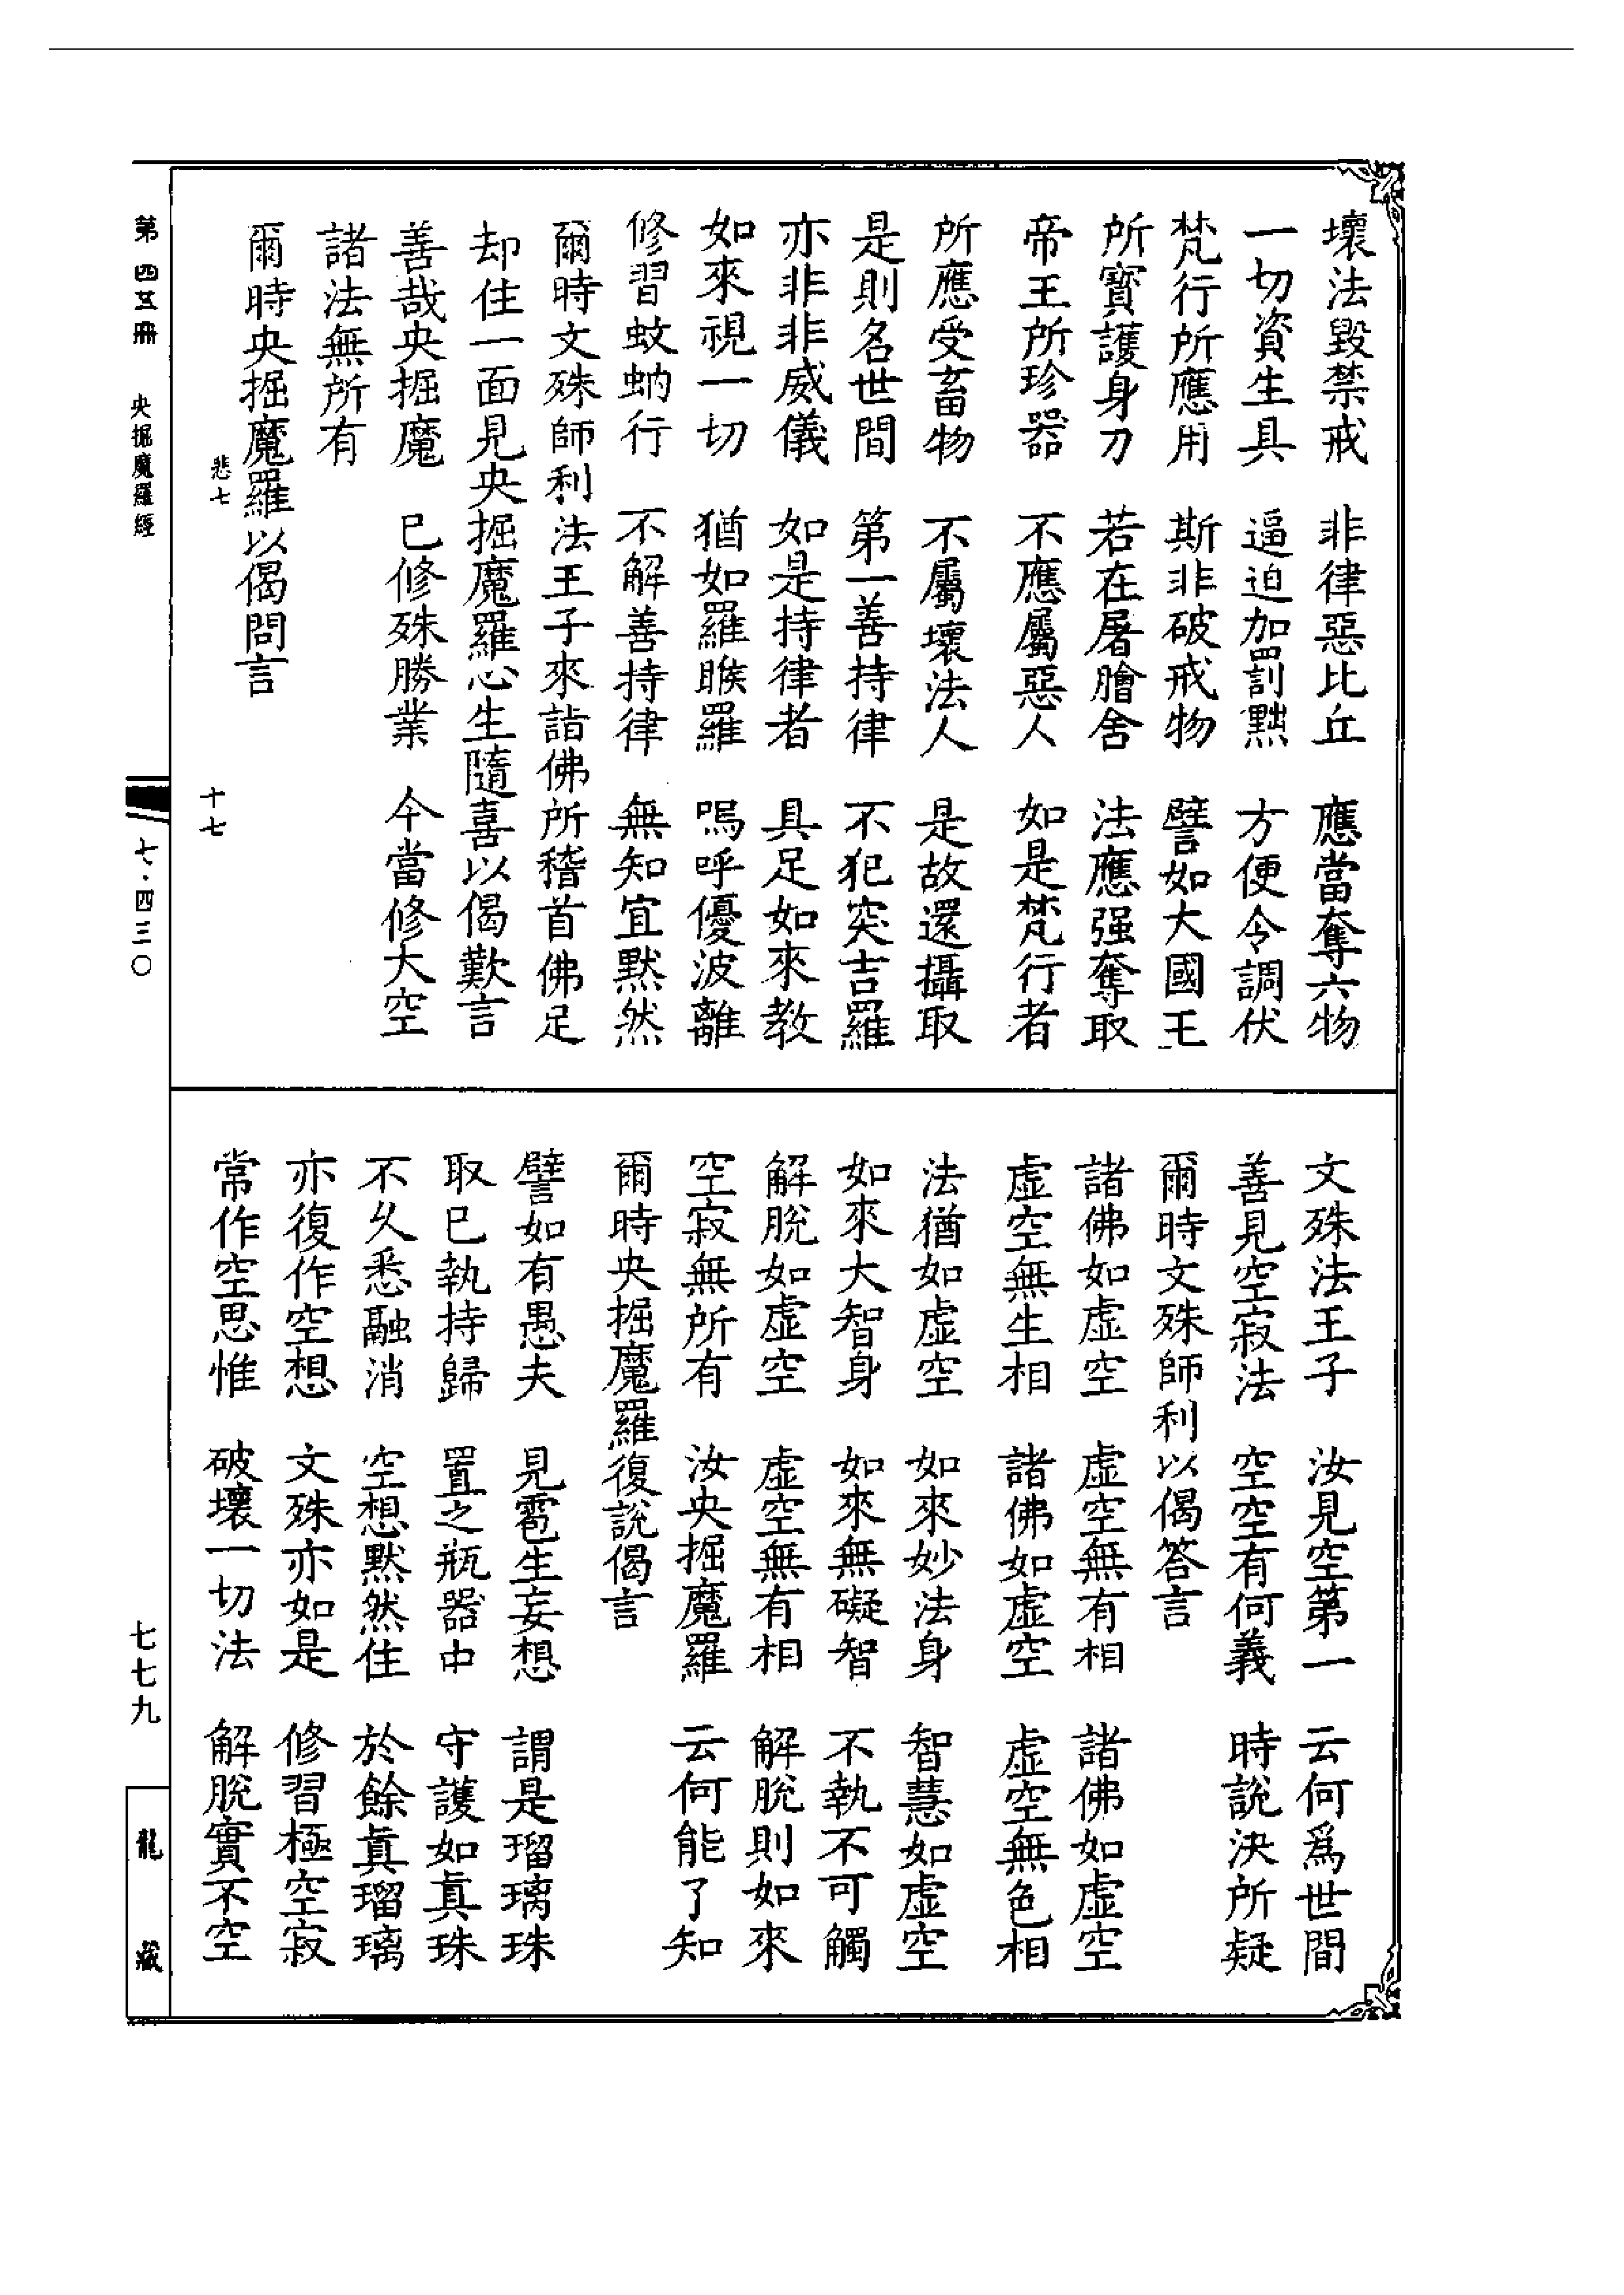 壞法毀禁戒　非律惡比丘　應當奪六物
一切資生具　逼迫加罰黜　方便令調伏
梵行所應用　斯非破戒物　譬如大國王
所寶護身刀　若在屠膾舍　法應强奪取
帝王所珍器　不應屬惡人　如是梵行者
所應受畜物　不屬壞法人　是故還攝取
是則名世間　第一善持律　不犯突吉羅
亦非非威儀　如是持律者　具足如來教
如來視一切　猶如羅睺羅　嗚呼優波離
修習蚊蚋行　不解善持律　無知宜默然
爾時文殊師利法王子來詣佛所稽首佛足
却住一面見央掘魔羅心生隨喜以偈歎言
善哉央掘魔　已修殊勝業　今當修大空
諸法無所有
爾時央掘魔羅以偈問言
悲七　十七
文殊法王子　汝見空第一　云何爲世間
善見空寂法　空空有何義　時說決所疑
爾時文殊師利以偈答言
諸佛如虛空　虛空無有相　諸佛如虛空
虛空無生相　諸佛如虛空　虛空無色相
法猶如虛空　如來妙法身　智慧如虛空
如來大智身　如來無礙智　不執不可觸
解脫如虛空　虛空無有相　解脫則如來
空寂無所有　汝央掘魔羅　云何能了知
爾時央掘魔羅復說偈言
譬如有愚夫　見雹生妄想　謂是瑠璃珠
取已執持歸　置之瓶器中　守護如真珠
不久悉融消　空想默然住　於餘真瑠璃
亦復作空想　文殊亦如是　修習極空寂
常作空思惟　破壞一切法　解脫實不空
第四五冊　央掘魔羅經　七·四三〇　七七九　龍藏